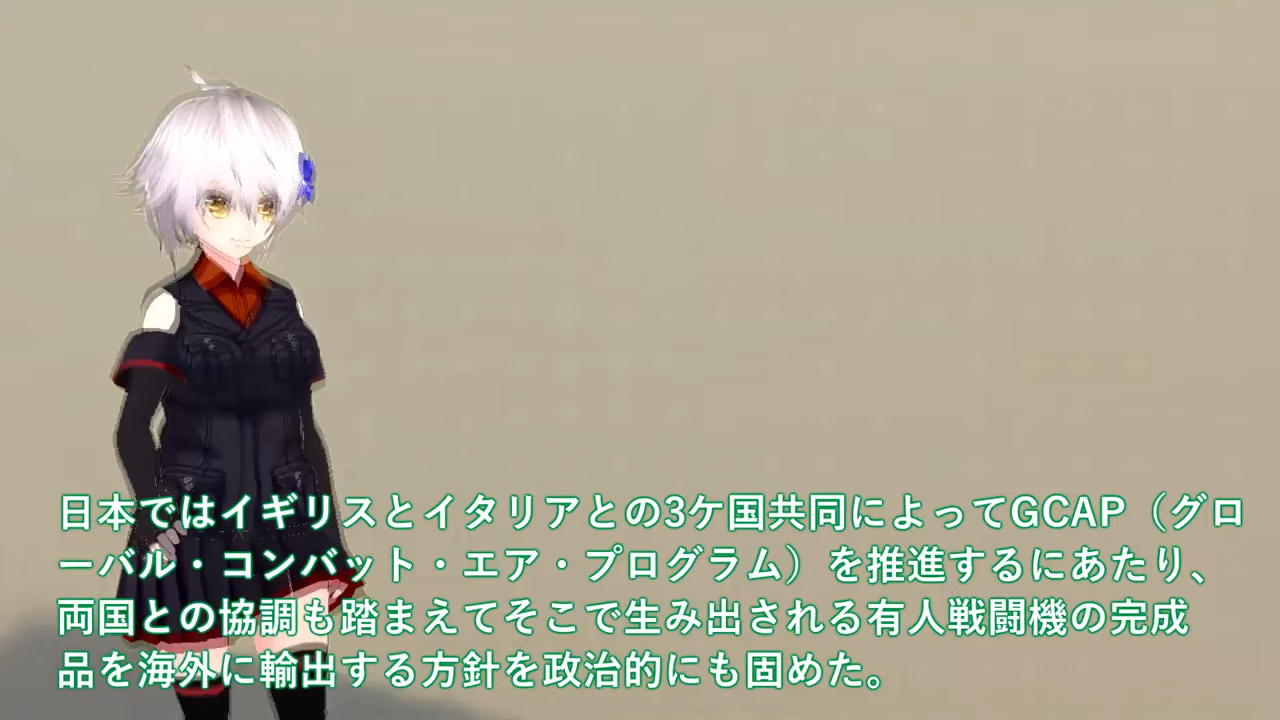 日本ではイギリスとイタリアとの3ケ国共同によってGCAP（グロ
ーバル・コンバット・エア・プログラム）を推進するにあたり、
両国との協調も踏まえてそこで生み出される有人戦闘機の完成
品を海外に輸出する方針を政治的にも固めた。